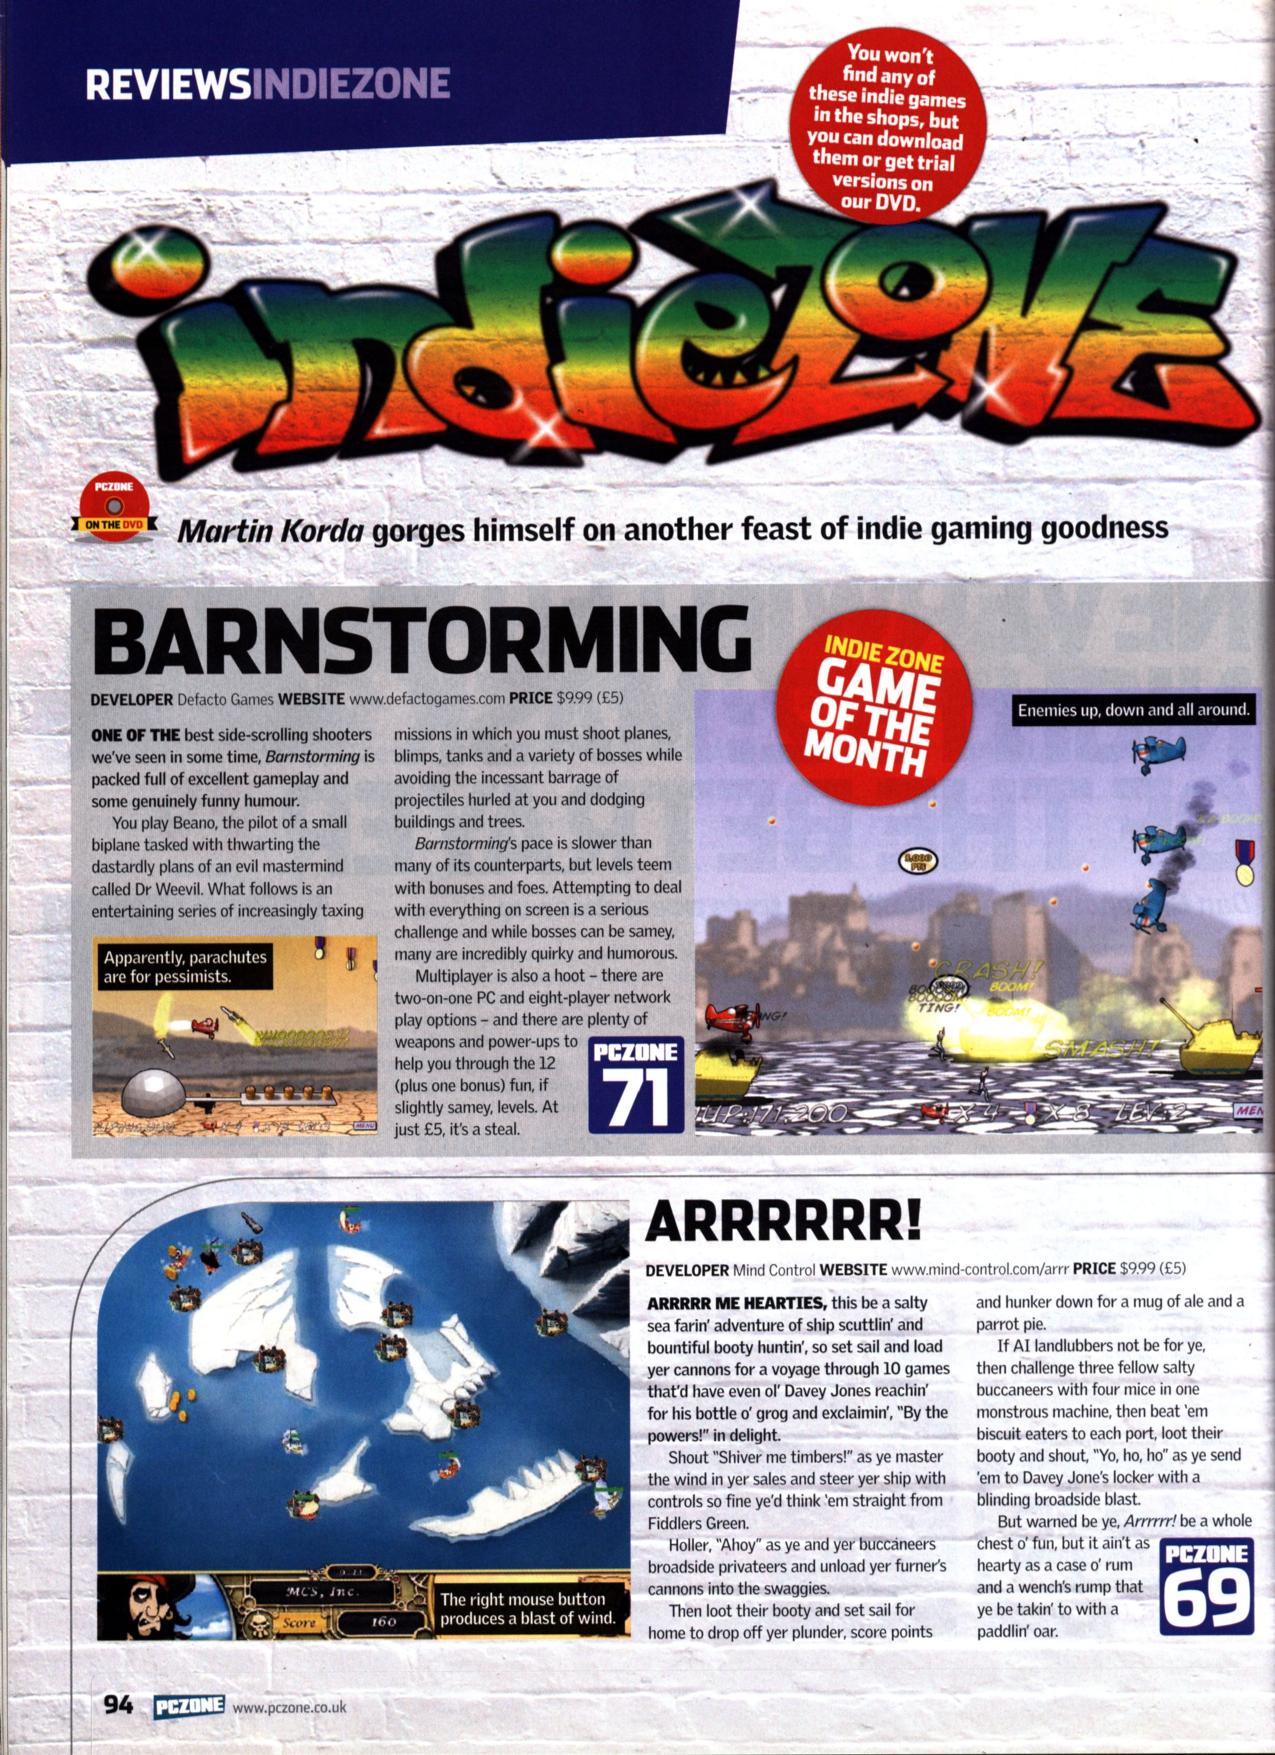 REVIEWSINDIEZONE
You won't
find any of
these indie games
in the shops, but
you can download
them or get trial
versions on
our DVD.
indieZONE
PCZONE
ON THE DVD
Martin Korda gorges himself on another feast of indie gaming goodness
BARNSTORMING
DEVELOPER Defacto Games WEBSITE www.defactogames.com PRICE $9.99 (£5)
ONE OF THE best side-scrolling shooters
we've seen in some time, Barnstorming is
packed full of excellent gameplay and
some genuinely funny humour.
You play Beano, the pilot of a small
biplane tasked with thwarting the
dastardly plans of an evil mastermind
called Dr Weevil. What follows is an
entertaining series of increasingly taxing
Apparently, parachutes
are for pessimists.
MENU
missions in which you must shoot planes,
blimps, tanks and a variety of bosses while
avoiding the incessant barrage of
projectiles hurled at you and dodging
buildings and trees.
Barnstorming's pace is slower than
many of its counterparts, but levels teem
with bonuses and foes. Attempting to deal
with everything on screen is a serious
challenge and while bosses can be samey,
many are incredibly quirky and humorous.
Multiplayer is also a hoot – there are
two-on-one PC and eight-player network
play options – and there are plenty of
weapons and power-ups to
help you through the 12
(plus one bonus) fun, if
slightly samey, levels. At
just £5, it's a steal.
PCZONE
71
INDIE ZONE
GAME
OF THE
MONTH
Enemies up, down and all around.
CRASH!
BOOM!
TING!
BOOM!
SMASH!
1UP:171,200 X 4 X 8 LEV:2 MEN
ARRRRRR!
DEVELOPER Mind Control WEBSITE www.mind-control.com/arrr PRICE $9.99 (£5)
ARRRRR ME HEARTIES, this be a salty
sea farin' adventure of ship scuttlin' and
bountiful booty huntin', so set sail and load
yer cannons for a voyage through 10 games
that'd have even ol' Davey Jones reachin'
for his bottle o' grog and exclaimin', "By the
powers!" in delight.
Shout "Shiver me timbers!" as ye master
the wind in yer sales and steer yer ship with
controls so fine ye'd think 'em straight from
Fiddlers Green.
Holler, "Ahoy" as ye and yer buccaneers
broadside privateers and unload yer furner's
cannons into the swaggies.
Then loot their booty and set sail for
home to drop off yer plunder, score points
and hunker down for a mug of ale and a
parrot pie.
If AI landlubbers not be for ye,
then challenge three fellow salty
buccaneers with four mice in one
monstrous machine, then beat 'em
biscuit eaters to each port, loot their
booty and shout, "Yo, ho, ho" as ye send
'em to Davey Jone's locker with a
blinding broadside blast.
But warned be ye, Arrrrrr! be a whole
chest o' fun, but it ain't as
hearty as a case o' rum
and a wench's rump that
ye be takin' to with a
paddlin' oar.
PCZONE
69
MCS, Inc.
Score 160
The right mouse button
produces a blast of wind.
94 PCZONE www.pczone.co.uk